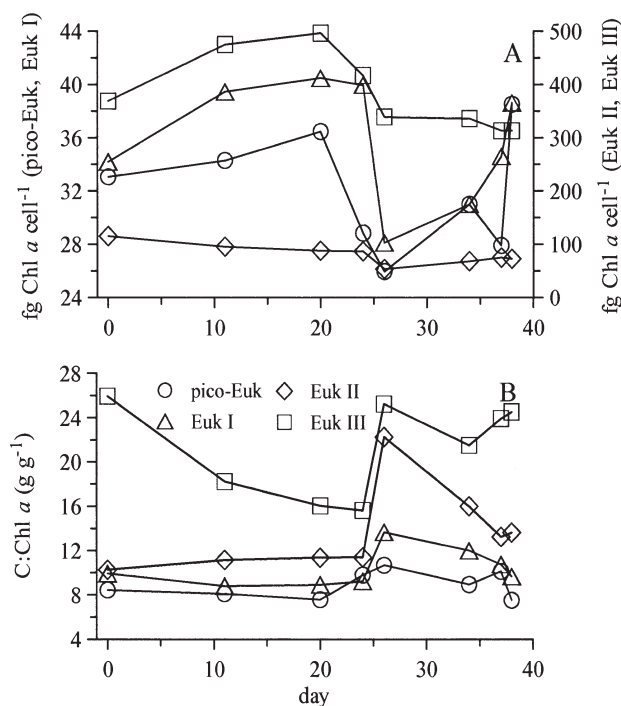 44
40
36
32
28
24
fg Chl a cell⁻¹ (pico-Euk, Euk I)
500
400
300
200
100
0
fg Chl a cell⁻¹ (Euk II, Euk III)
A
0 10 20 30 40
28
24
20
16
12
8
4
C:Chl a (g g⁻¹)
B
pico-Euk Euk II
Euk I Euk III
0 10 20 30 40
day